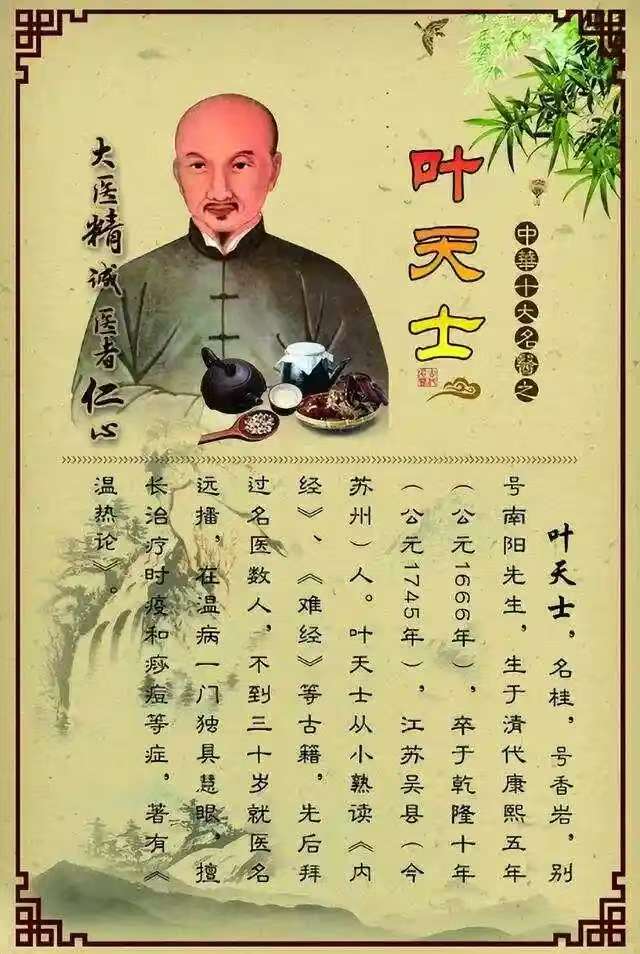 中華十大名醫之
叶天士
大医精诚 医者仁心
叶天士，名桂，号香岩，别
号南阳先生，生于清代康熙五年
（公元1666年），卒于乾隆十年
（公元1745年），江苏吴县（今
苏州）人。叶天士从小熟读《内
经》、《难经》等古籍，先后拜
过名医数人，不到三十岁就医名
远播，在温病一门独具慧眼，擅
长治疗时疫和痧痘等症，著有《
温热论》。